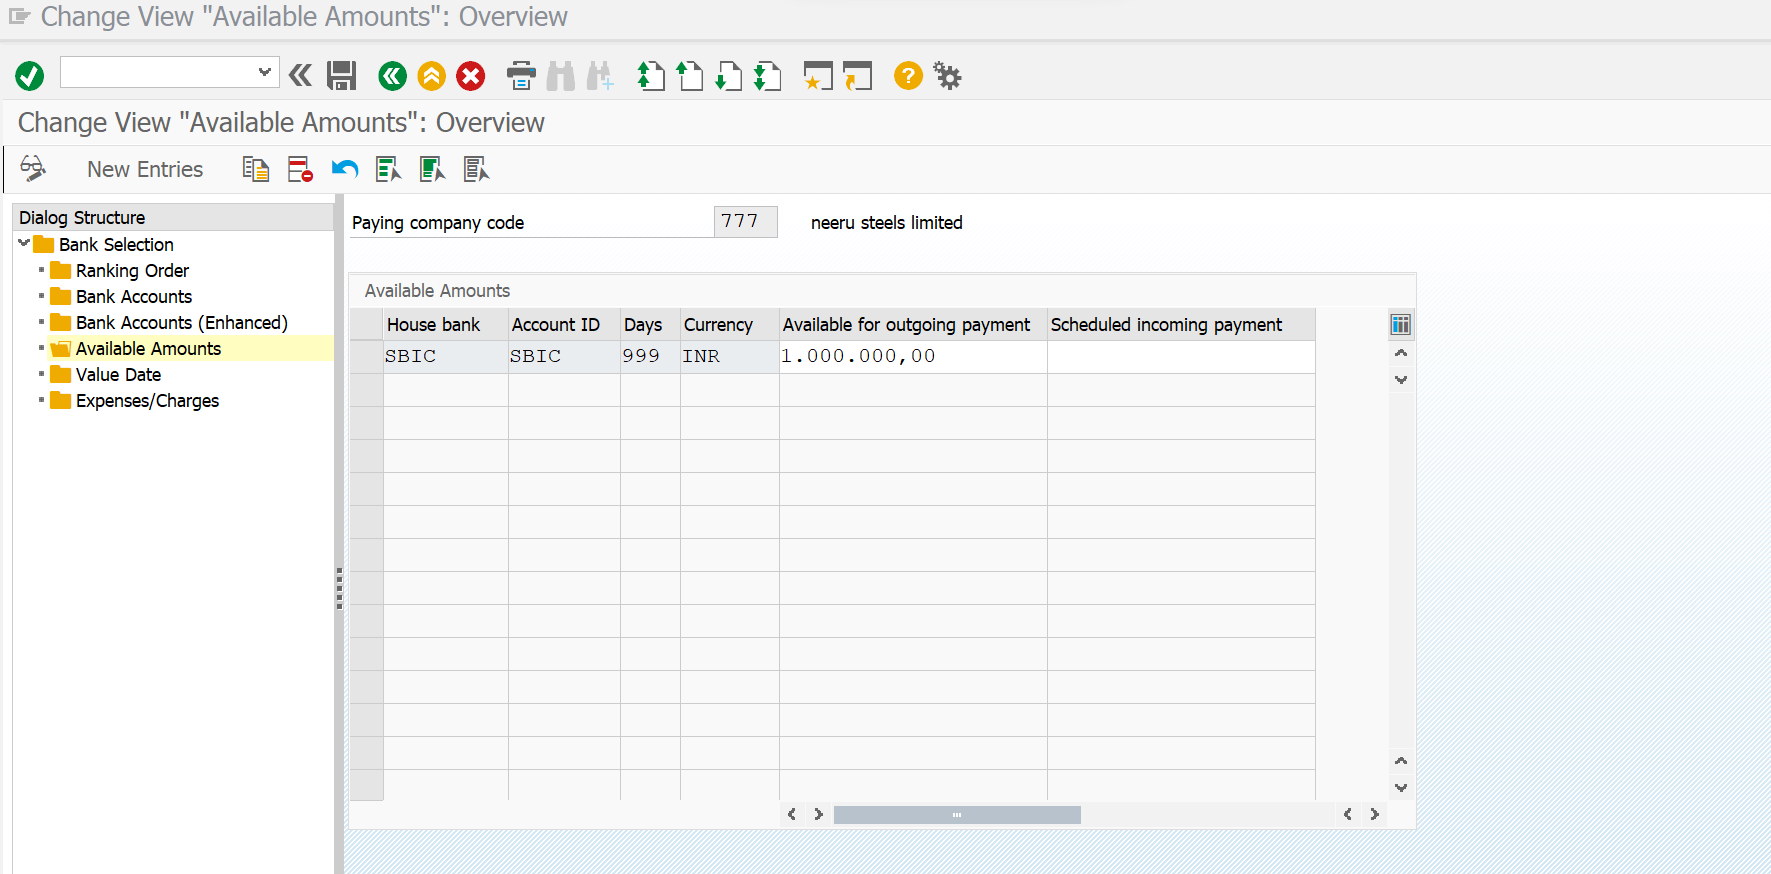 Change View "Available Amounts": Overview
Change View "Available Amounts": Overview
New Entries
Dialog Structure
Bank Selection
Ranking Order
Bank Accounts
Bank Accounts (Enhanced)
Available Amounts
Value Date
Expenses/Charges
Paying company code 777 neeru steels limited
Available Amounts
House bank Account ID Days Currency Available for outgoing payment Scheduled incoming payment
SBIC SBIC 999 INR 1.000.000,00